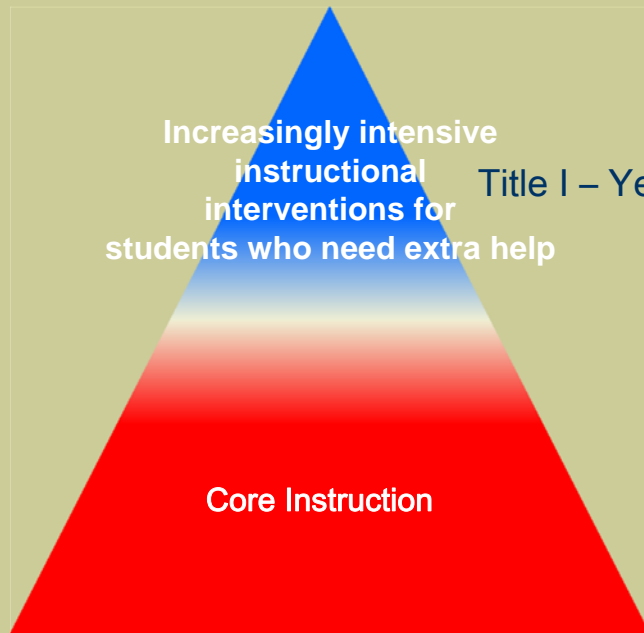 Increasingly intensive
instructional
interventions for
students who need extra help
Title I – Ye
Core Instruction